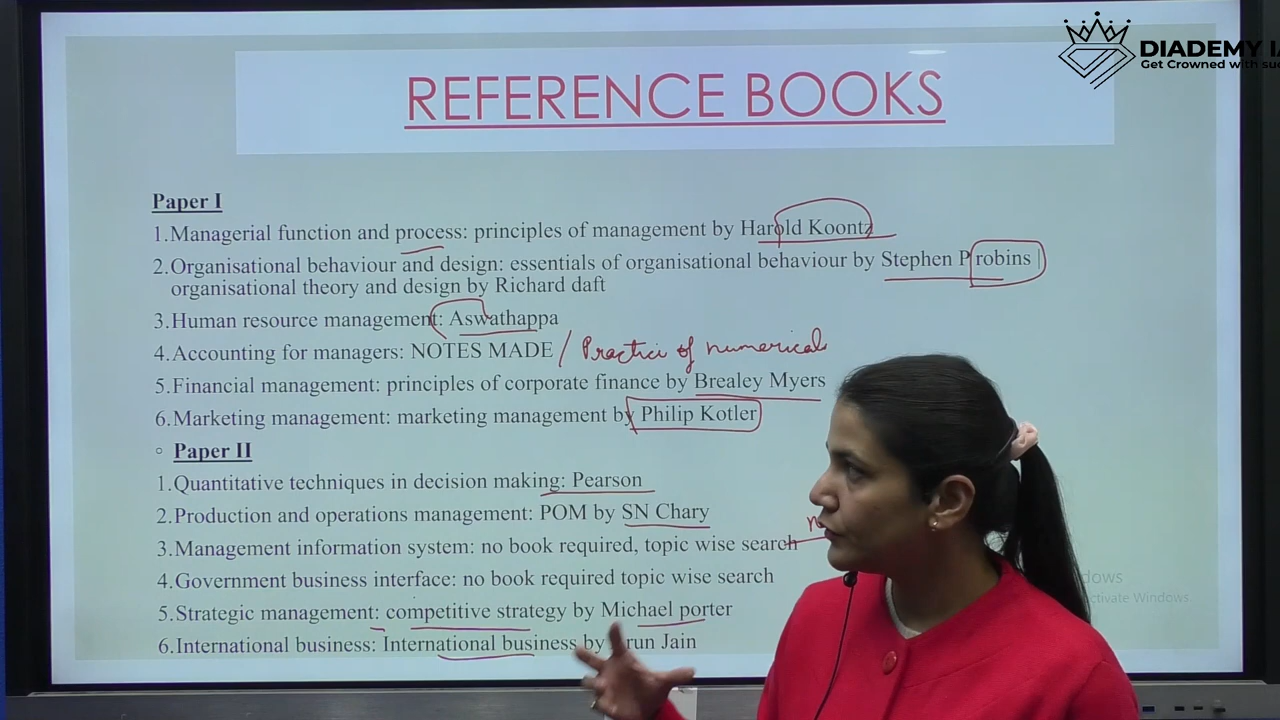 DIADEMY
Get Crowned with
REFERENCE BOOKS
Paper I
1.Managerial function and process: principles of management by Harold Koontz
2.Organisational behaviour and design: essentials of organisational behaviour by Stephen P robins |
organisational theory and design by Richard daft
3.Human resource management: Aswathappa
4.Accounting for managers: NOTES MADE / Practice of numericals
5.Financial management: principles of corporate finance by Brealey Myers
6.Marketing management: marketing management by Philip Kotler
Paper II
1.Quantitative techniques in decision making: Pearson
2.Production and operations management: POM by SN Chary
3.Management information system: no book required, topic wise search
4.Government business interface: no book required topic wise search
5.Strategic management: competitive strategy by Michael porter
6.International business: International business by Jain
Windows.